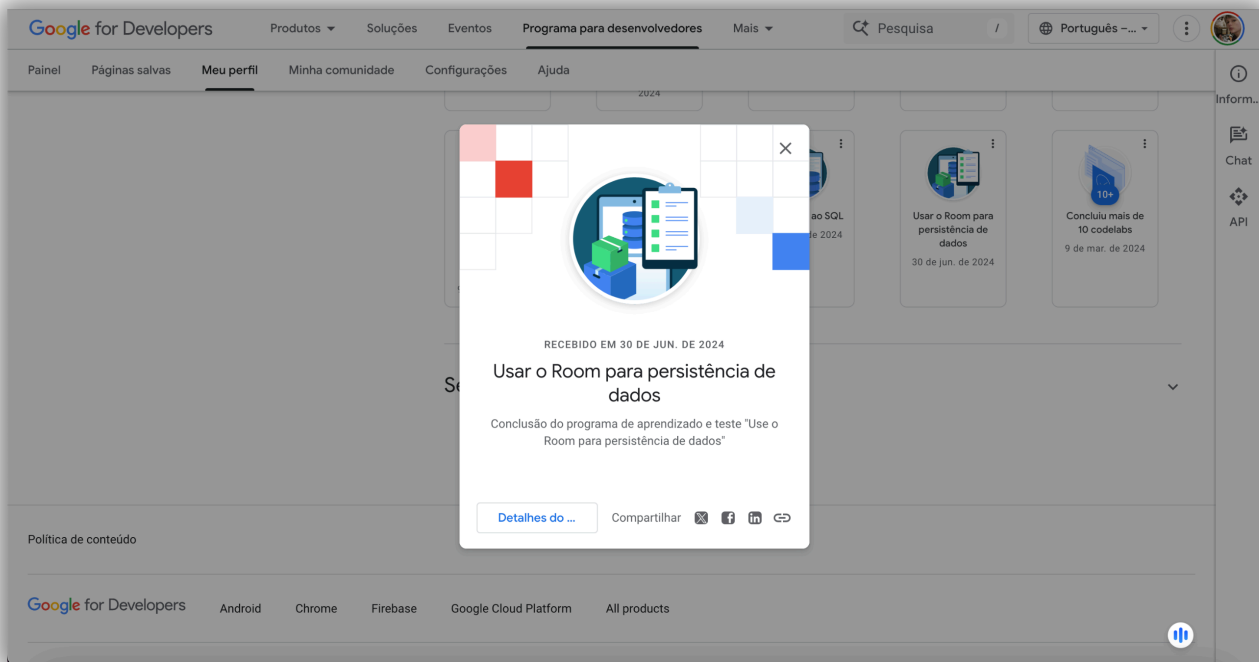 Google for Developers
Produtos
Soluções
Eventos
Programa para desenvolvedores
Mais
Pesquisa
/
Português –...
Painel
Páginas salvas
Meu perfil
Minha comunidade
Configurações
Ajuda
Inform...
Chat
API
2024
ao SQL
de 2024
Usar o Room para
persistência de
dados
30 de jun. de 2024
10+
Concluiu mais de
10 codelabs
9 de mar. de 2024
RECEBIDO EM 30 DE JUN. DE 2024
Usar o Room para persistência de
dados
Conclusão do programa de aprendizado e teste "Use o
Room para persistência de dados"
Detalhes do ...
Compartilhar
Política de conteúdo
Google for Developers
Android
Chrome
Firebase
Google Cloud Platform
All products